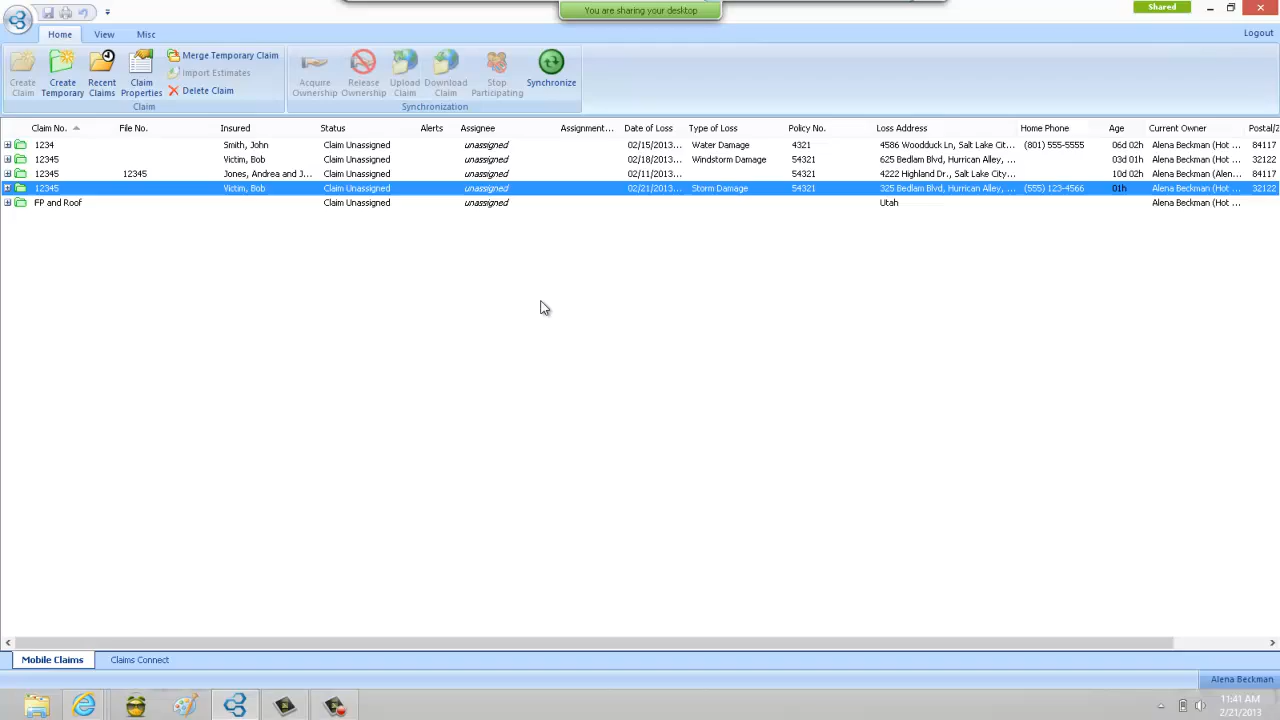 You are sharing your desktop
Shared
Home View Misc Logout
Create Claim
Create Temporary
Recent Claims
Claim Properties
Merge Temporary Claim
Import Estimates
Delete Claim
Acquire Ownership
Release Ownership
Upload Claim
Download Claim
Stop Participating
Synchronize
Claim Synchronization
Claim No. File No. Insured Status Alerts Assignee Assignment... Date of Loss Type of Loss Policy No. Loss Address Home Phone Age Current Owner Postal/Z
1234 Smith, John Claim Unassigned unassigned 02/15/2013... Water Damage 4321 4586 Woodduck Ln, Salt Lake Cit... (801) 555-5555 06d 02h Alena Beckman (Hot ... 84117
12345 Victim, Bob Claim Unassigned unassigned 02/18/2013... Windstorm Damage 54321 625 Bedlam Blvd, Hurrican Alley, ... 03d 01h Alena Beckman (Hot ... 32122
12345 12345 Jones, Andrea and J... Claim Unassigned unassigned 02/11/2013... 54321 4222 Highland Dr., Salt Lake City... 10d 02h Alena Beckman (Alen... 84117
12345 Victim, Bob Claim Unassigned unassigned 02/21/2013... Storm Damage 54321 325 Bedlam Blvd, Hurrican Alley, ... (555) 123-4566 01h Alena Beckman (Hot ... 32122
FP and Roof Claim Unassigned unassigned Utah Alena Beckman (Hot ...
Mobile Claims Claims Connect
Alena Beckman
11:41 AM
2/21/2013